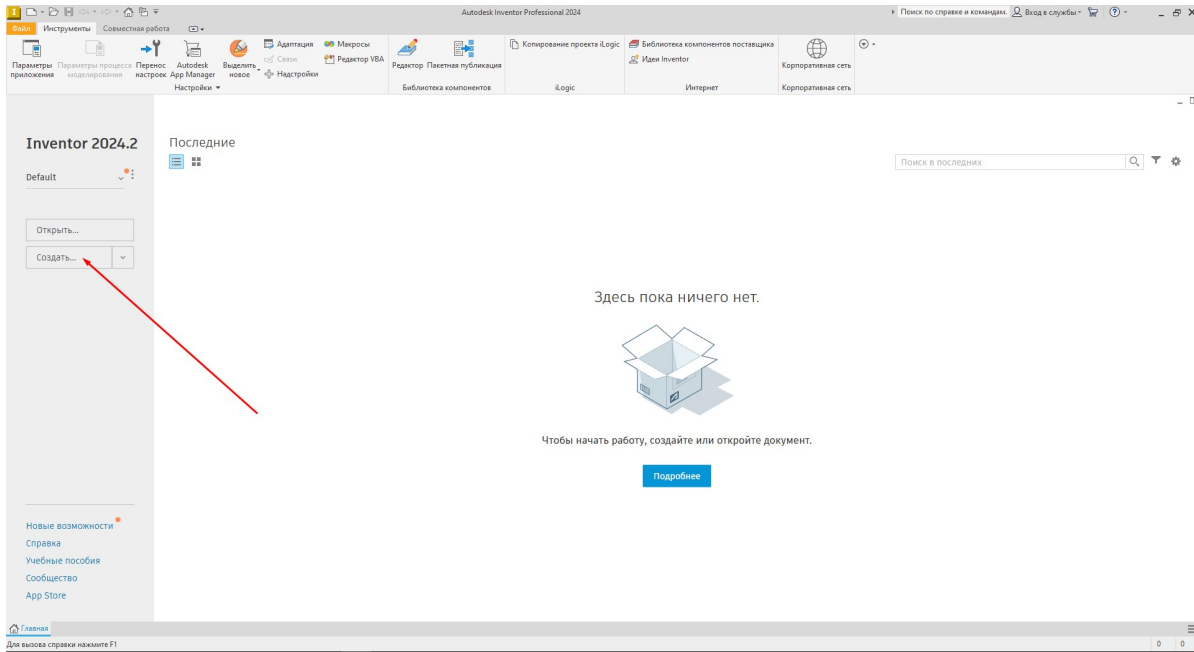 Autodesk Inventor Professional 2024
Поиск по справке и командам.
Вход в службы
Файл Инструменты Совместная работа
Параметры приложения
Параметры процесса моделирования
Перенос настроек
Autodesk App Manager
Выделить новое
Адаптация
Связи
Надстройки
Макросы
Редактор VBA
Редактор
Пакетная публикация
Копирование проекта iLogic
Библиотека компонентов поставщика
Идеи Inventor
Корпоративная сеть
Настройки
Библиотека компонентов
iLogic
Интернет
Корпоративная сеть
Inventor 2024.2
Последние
Поиск в последних
Default
Открыть...
Создать...
Здесь пока ничего нет.
Чтобы начать работу, создайте или откройте документ.
Подробнее
Новые возможности
Справка
Учебные пособия
Сообщество
App Store
Главная
Для вызова справки нажмите F1
0 0